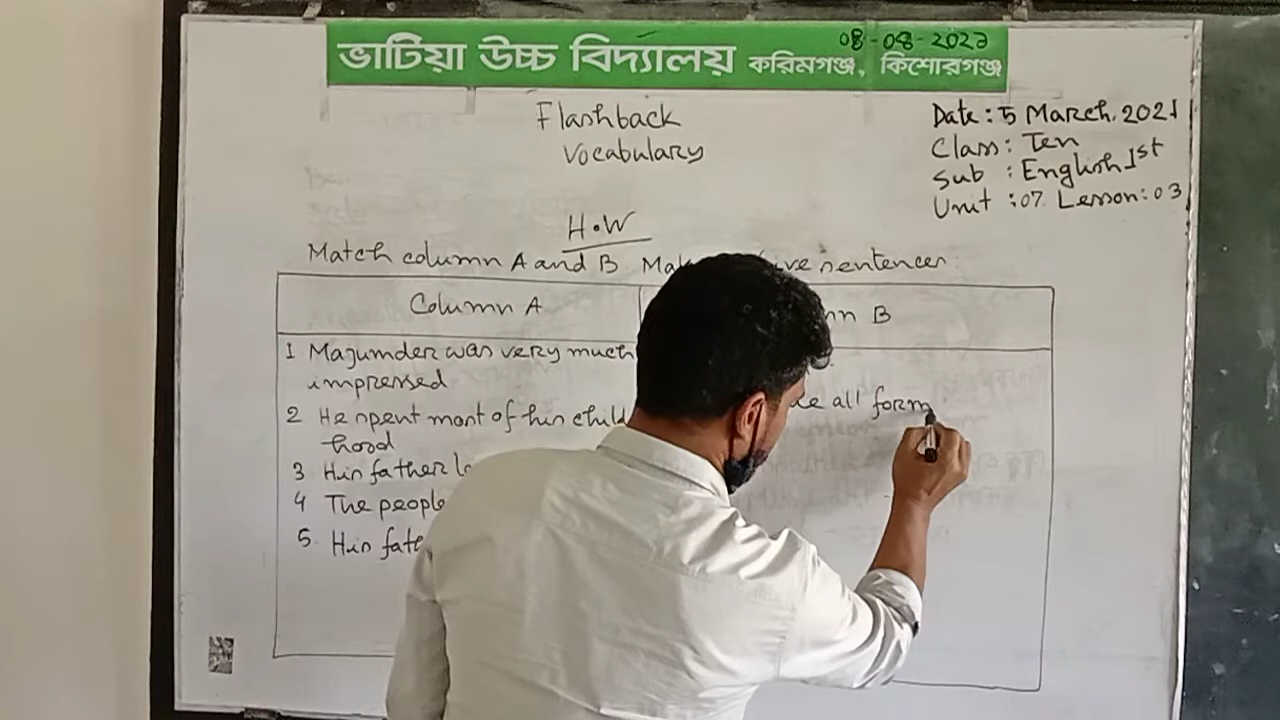 08-08-2022
ভাটিয়া উচ্চ বিদ্যালয় করিমগঞ্জ, কিশোরগঞ্জ
Flashback
Vocabulary
Date: 5 March, 2021
Class: Ten
Sub : English 1st
Unit : 07. Lesson: 03
H.W
Match column A and B sentences
Column A
B
1 Majumder was very much
impressed
2 He spent most of his child
hood
3 His father
4 The people
5. His
all form